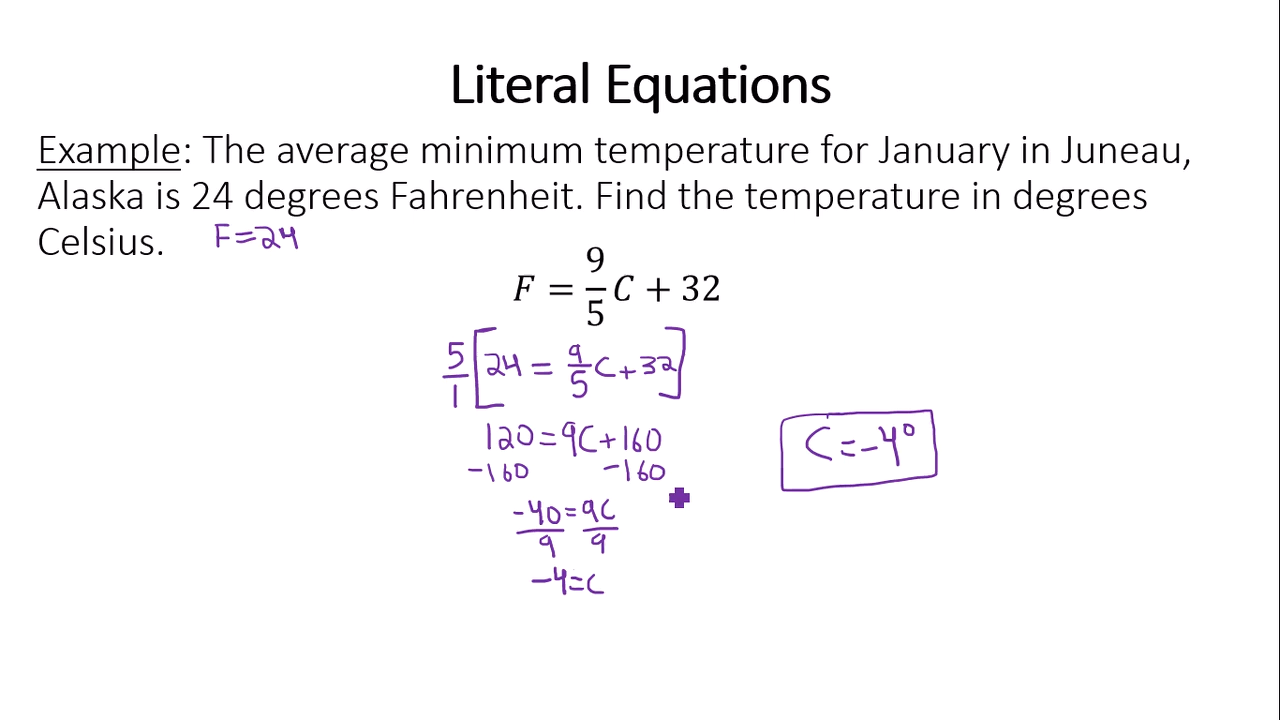 Literal Equations
Example: The average minimum temperature for January in Juneau,
Alaska is 24 degrees Fahrenheit. Find the temperature in degrees
Celsius. F=24
F = 9/5 C + 32
5/1 [24 = 9/5 C + 32]
120 = 9C + 160
-160 -160
-40/9 = 9C/9
-4 = C
C = -4°